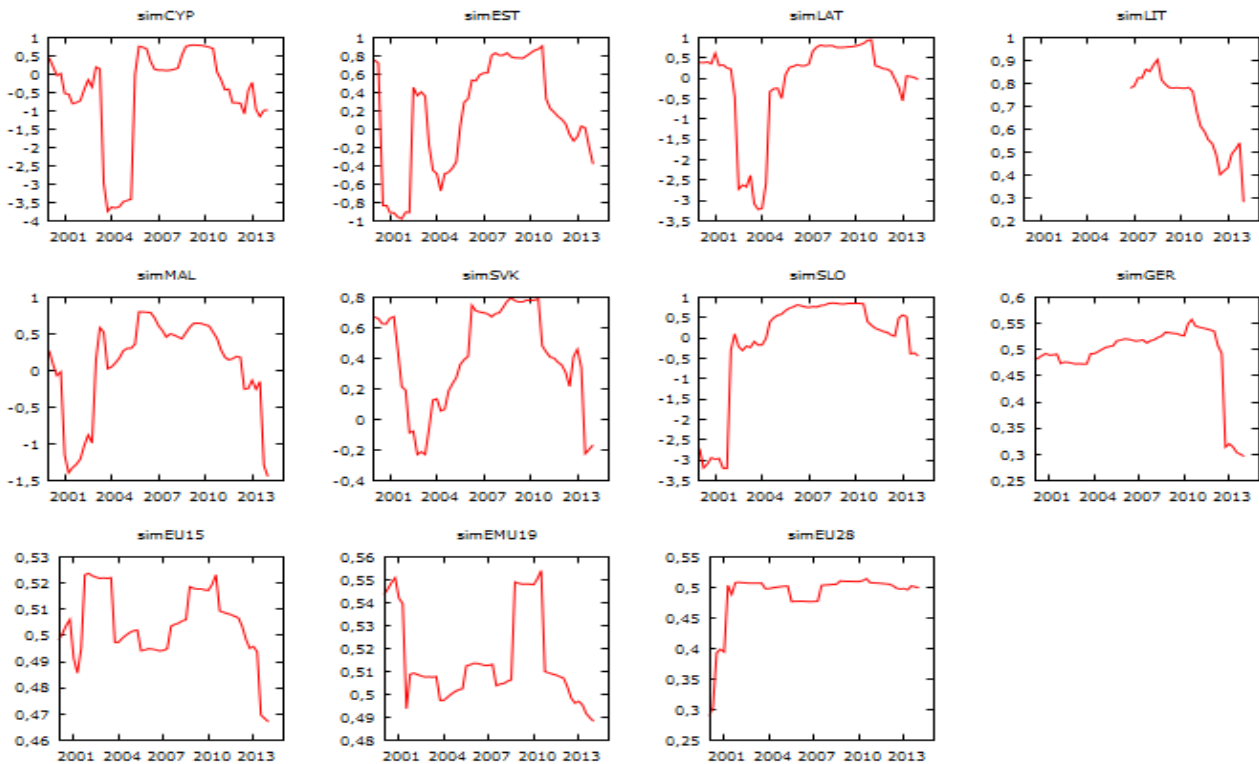 simCYP simEST simLAT simLIT
1 1 1 1
0,5 0,8 0,5 0,9
0 0,6 0 0,8
-0,5 0,4 -0,5 0,7
-1 0,2 -1 0,6
-1,5 0 -1,5 0,5
-2 -0,2 -2 0,4
-2,5 -0,4 -2,5 0,3
-3 -0,6 -3 0,2
-3,5 -0,8 -3,5
-4 -1
2001 2004 2007 2010 2013 2001 2004 2007 2010 2013 2001 2004 2007 2010 2013 2001 2004 2007 2010 2013
simMAL simSVK simSLO simGER
1 0,8 1 0,6
0,5 0,6 0,5 0,55
0 0,4 0 0,5
-0,5 0,2 -0,5 0,45
-1 0 -1 0,4
-1,5 -0,2 -1,5 0,35
-0,4 -2 0,3
-2,5 0,25
-3
-3,5
2001 2004 2007 2010 2013 2001 2004 2007 2010 2013 2001 2004 2007 2010 2013 2001 2004 2007 2010 2013
simEU15 simEMU19 simEU28
0,53 0,56 0,55
0,52 0,55 0,5
0,51 0,54 0,45
0,5 0,53 0,4
0,49 0,52 0,35
0,48 0,51 0,3
0,47 0,5 0,25
0,46 0,49
0,48
2001 2004 2007 2010 2013 2001 2004 2007 2010 2013 2001 2004 2007 2010 2013